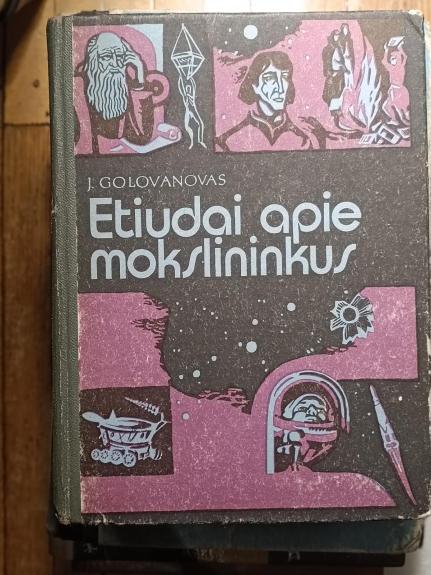 J. GOLOVANOVAS
Etiudai apie
mokslininkus